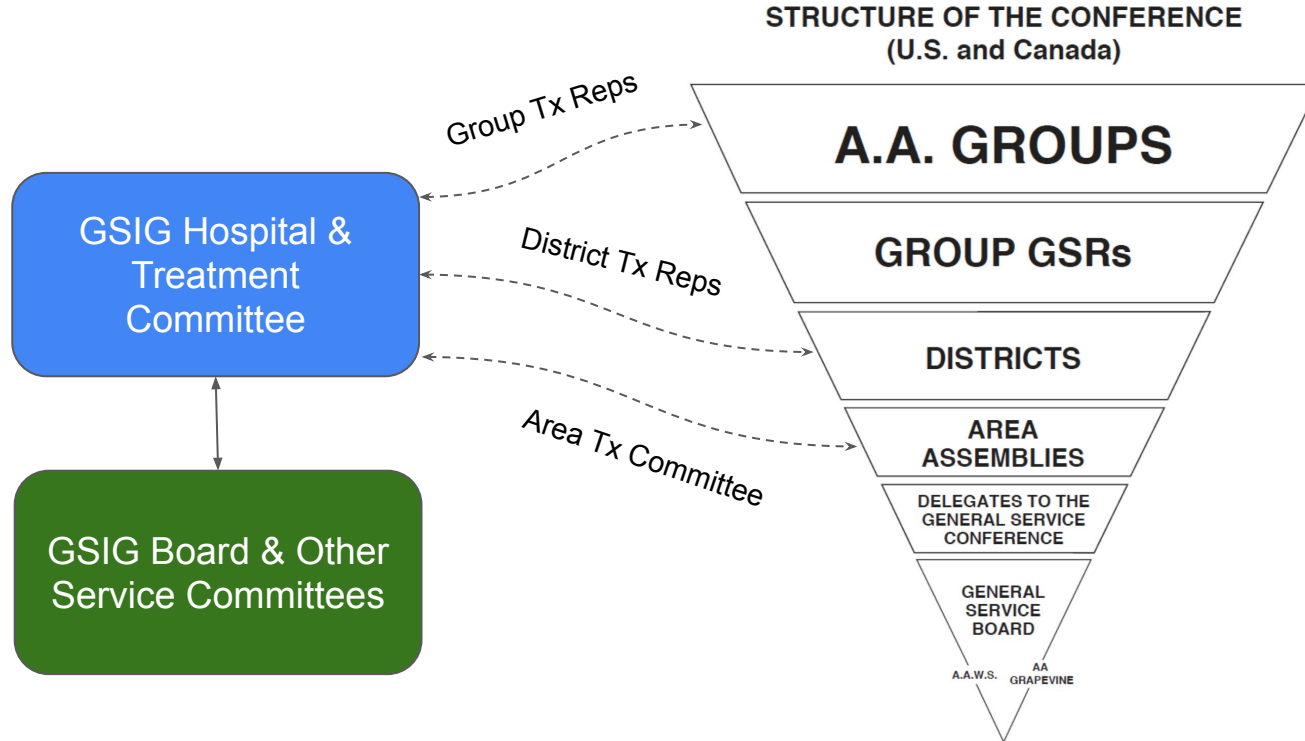 STRUCTURE OF THE CONFERENCE
(U.S. and Canada)
Group Tx Reps
A.A. GROUPS
GSIG Hospital &
Treatment
Committee
District Tx Reps
GROUP GSRs
DISTRICTS
Area Tx Committee
AREA
ASSEMBLIES
GSIG Board & Other
Service Committees
DELEGATES TO THE
GENERAL SERVICE
CONFERENCE
GENERAL
SERVICE
BOARD
A.A.W.S.
AA
GRAPEVINE